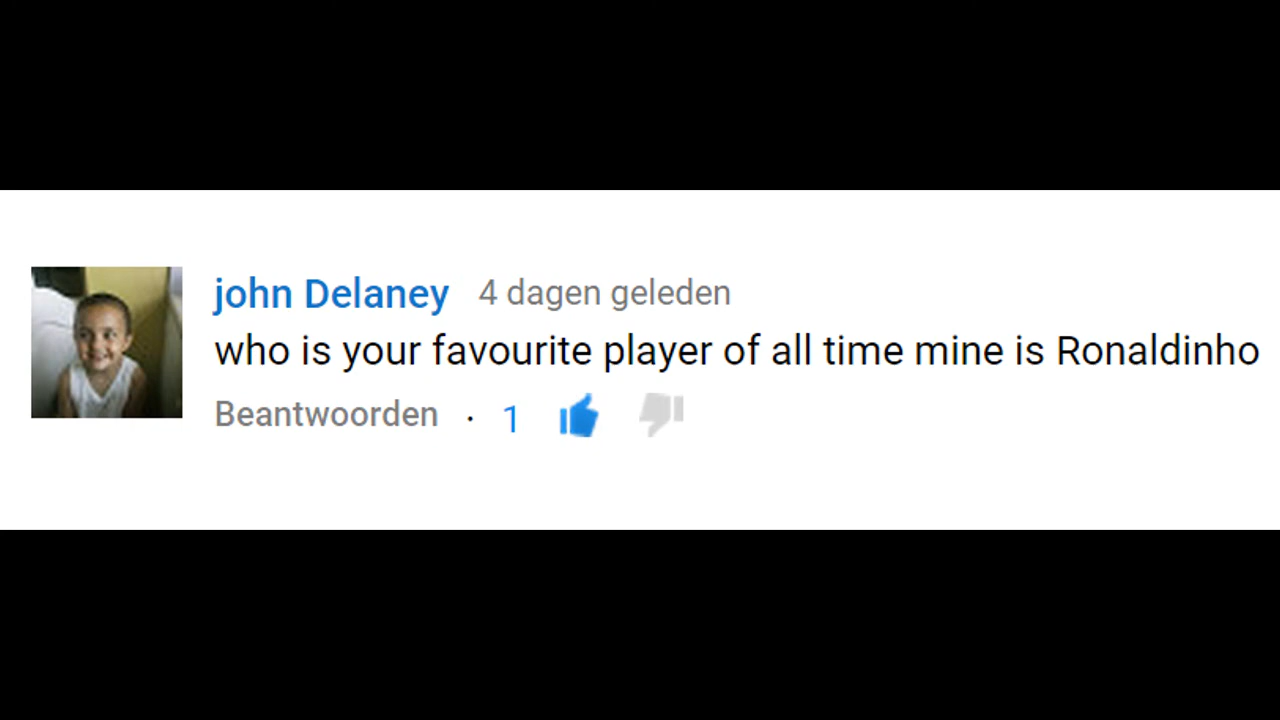 john Delaney 4 dagen geleden
who is your favourite player of all time mine is Ronaldinho
Beantwoorden · 1